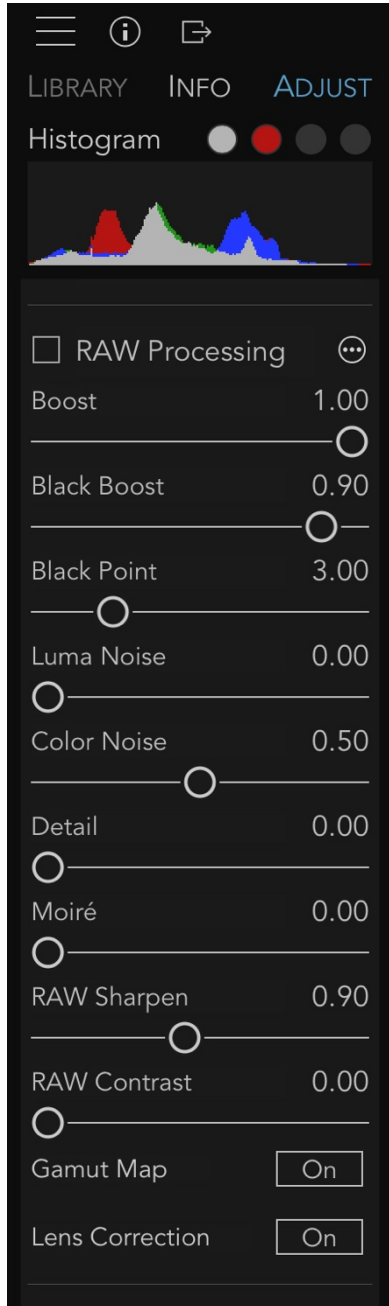 LIBRARY INFO ADJUST
Histogram
RAW Processing
Boost 1.00
Black Boost 0.90
Black Point 3.00
Luma Noise 0.00
Color Noise 0.50
Detail 0.00
Moiré 0.00
RAW Sharpen 0.90
RAW Contrast 0.00
Gamut Map On
Lens Correction On